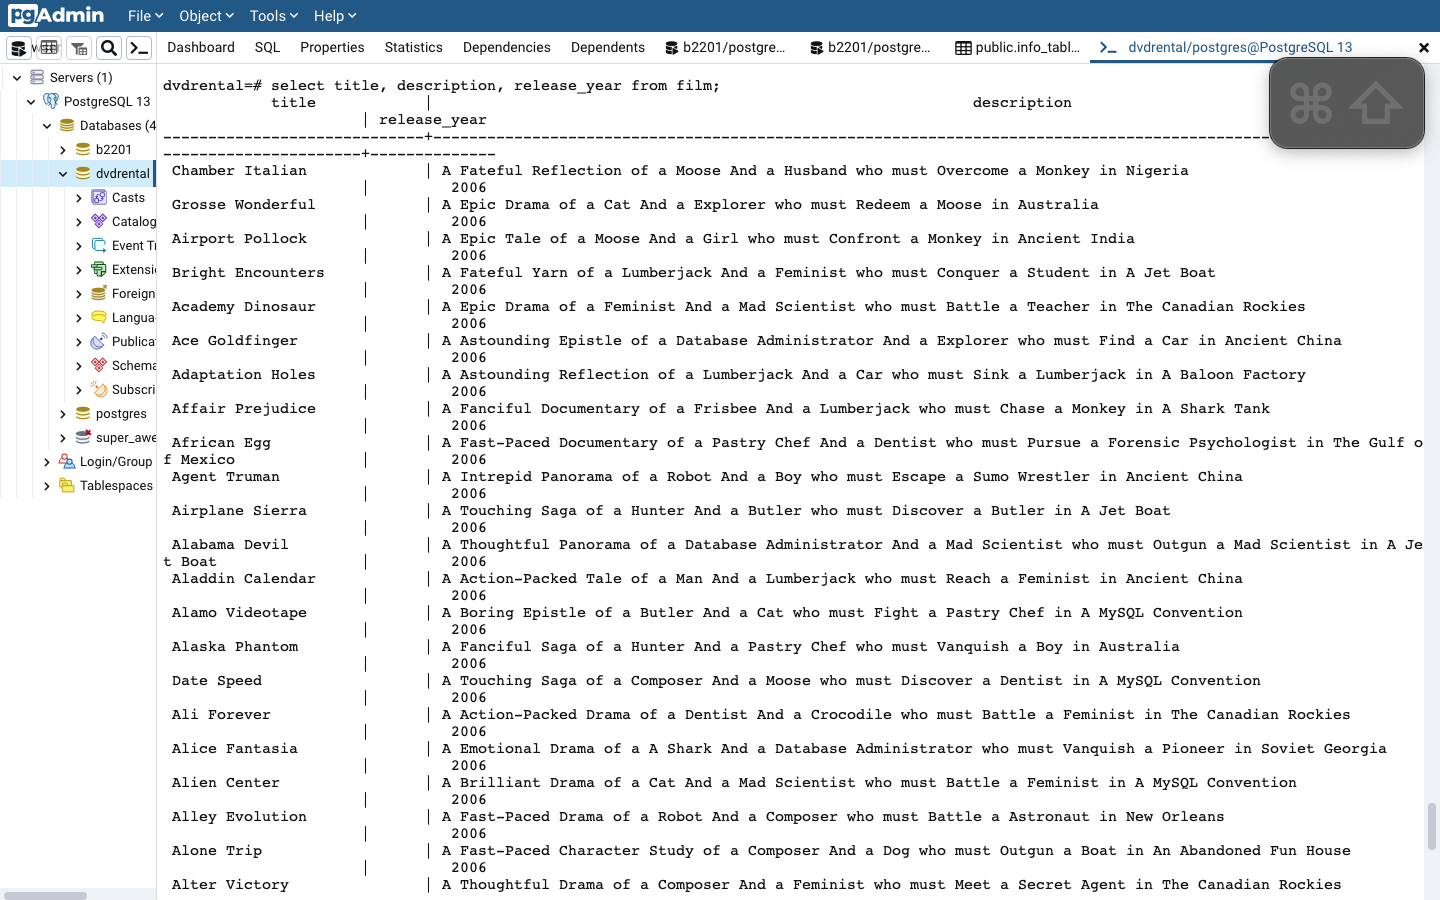 pgAdmin File Object Tools Help
Dashboard SQL Properties Statistics Dependencies Dependents b2201/postgre... b2201/postgre... public.info_tabl... dvdrental/postgres@PostgreSQL 13
Servers (1)
PostgreSQL 13
Databases (4
b2201
dvdrental
Casts
Catalog
Event Tr
Extensi
Foreign
Langua
Publica
Schema
Subscri
postgres
super_awe
Login/Group
Tablespaces
dvdrental=# select title, description, release_year from film;
title | description
| release_year
-----------------------------+---------------------------------------------------------------------------------------------
----------------------+--------------
Chamber Italian | A Fateful Reflection of a Moose And a Husband who must Overcome a Monkey in Nigeria
| 2006
Grosse Wonderful | A Epic Drama of a Cat And a Explorer who must Redeem a Moose in Australia
| 2006
Airport Pollock | A Epic Tale of a Moose And a Girl who must Confront a Monkey in Ancient India
| 2006
Bright Encounters | A Fateful Yarn of a Lumberjack And a Feminist who must Conquer a Student in A Jet Boat
| 2006
Academy Dinosaur | A Epic Drama of a Feminist And a Mad Scientist who must Battle a Teacher in The Canadian Rockies
| 2006
Ace Goldfinger | A Astounding Epistle of a Database Administrator And a Explorer who must Find a Car in Ancient China
| 2006
Adaptation Holes | A Astounding Reflection of a Lumberjack And a Car who must Sink a Lumberjack in A Baloon Factory
| 2006
Affair Prejudice | A Fanciful Documentary of a Frisbee And a Lumberjack who must Chase a Monkey in A Shark Tank
| 2006
African Egg | A Fast-Paced Documentary of a Pastry Chef And a Dentist who must Pursue a Forensic Psychologist in The Gulf o
f Mexico | 2006
Agent Truman | A Intrepid Panorama of a Robot And a Boy who must Escape a Sumo Wrestler in Ancient China
| 2006
Airplane Sierra | A Touching Saga of a Hunter And a Butler who must Discover a Butler in A Jet Boat
| 2006
Alabama Devil | A Thoughtful Panorama of a Database Administrator And a Mad Scientist who must Outgun a Mad Scientist in A Je
t Boat | 2006
Aladdin Calendar | A Action-Packed Tale of a Man And a Lumberjack who must Reach a Feminist in Ancient China
| 2006
Alamo Videotape | A Boring Epistle of a Butler And a Cat who must Fight a Pastry Chef in A MySQL Convention
| 2006
Alaska Phantom | A Fanciful Saga of a Hunter And a Pastry Chef who must Vanquish a Boy in Australia
| 2006
Date Speed | A Touching Saga of a Composer And a Moose who must Discover a Dentist in A MySQL Convention
| 2006
Ali Forever | A Action-Packed Drama of a Dentist And a Crocodile who must Battle a Feminist in The Canadian Rockies
| 2006
Alice Fantasia | A Emotional Drama of a A Shark And a Database Administrator who must Vanquish a Pioneer in Soviet Georgia
| 2006
Alien Center | A Brilliant Drama of a Cat And a Mad Scientist who must Battle a Feminist in A MySQL Convention
| 2006
Alley Evolution | A Fast-Paced Drama of a Robot And a Composer who must Battle a Astronaut in New Orleans
| 2006
Alone Trip | A Fast-Paced Character Study of a Composer And a Dog who must Outgun a Boat in An Abandoned Fun House
| 2006
Alter Victory | A Thoughtful Drama of a Composer And a Feminist who must Meet a Secret Agent in The Canadian Rockies